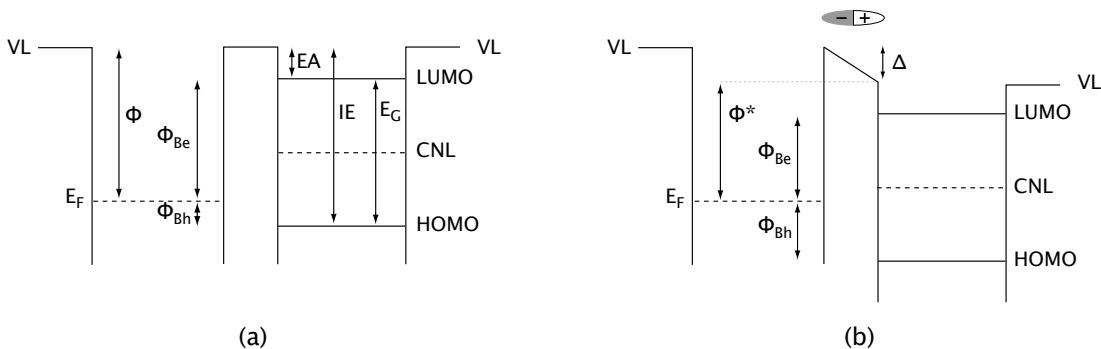 VL
VL
EA
LUMO
Φ
IE
E_G
Φ_Be
CNL
E_F
Φ_Bh
HOMO
(a)
− +
VL
Δ
VL
Φ*
LUMO
Φ_Be
CNL
E_F
Φ_Bh
HOMO
(b)